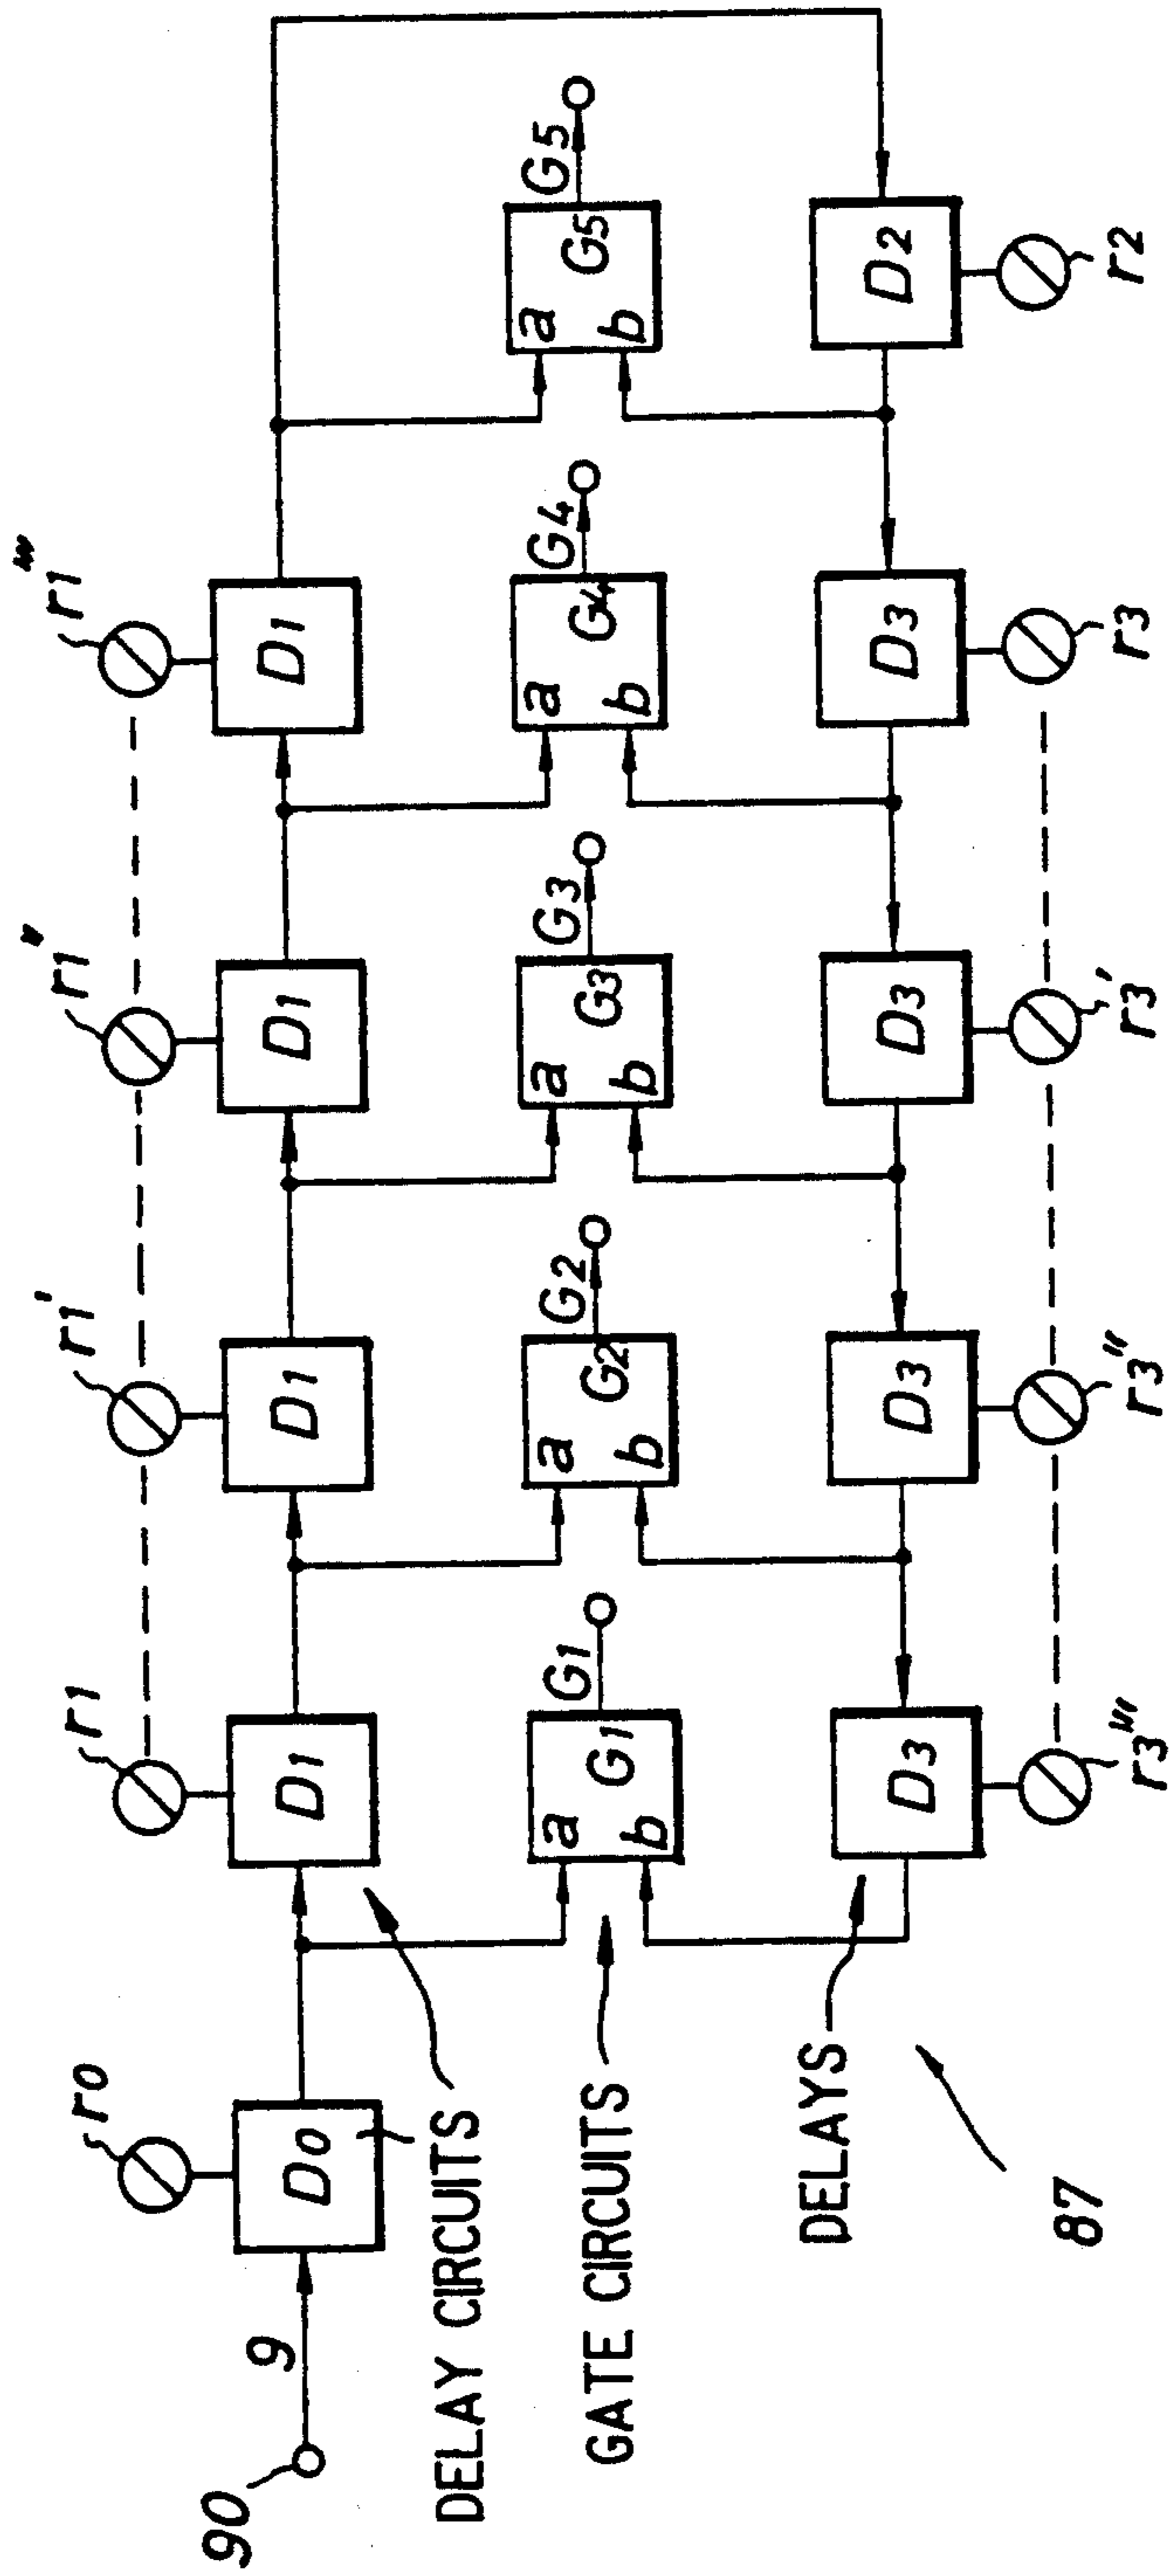 r0
r1
r1'
r1"
r1"'
90
9
D0
D1
D1
D1
D1
DELAY CIRCUITS
GATE CIRCUITS
a
b
G1
G1
a
b
G2
G2
a
b
G3
G3
a
b
G4
G4
a
b
G5
G5
DELAYS
D3
D3
D3
D3
D2
r3"'
r3"
r3'
r3
r2
87